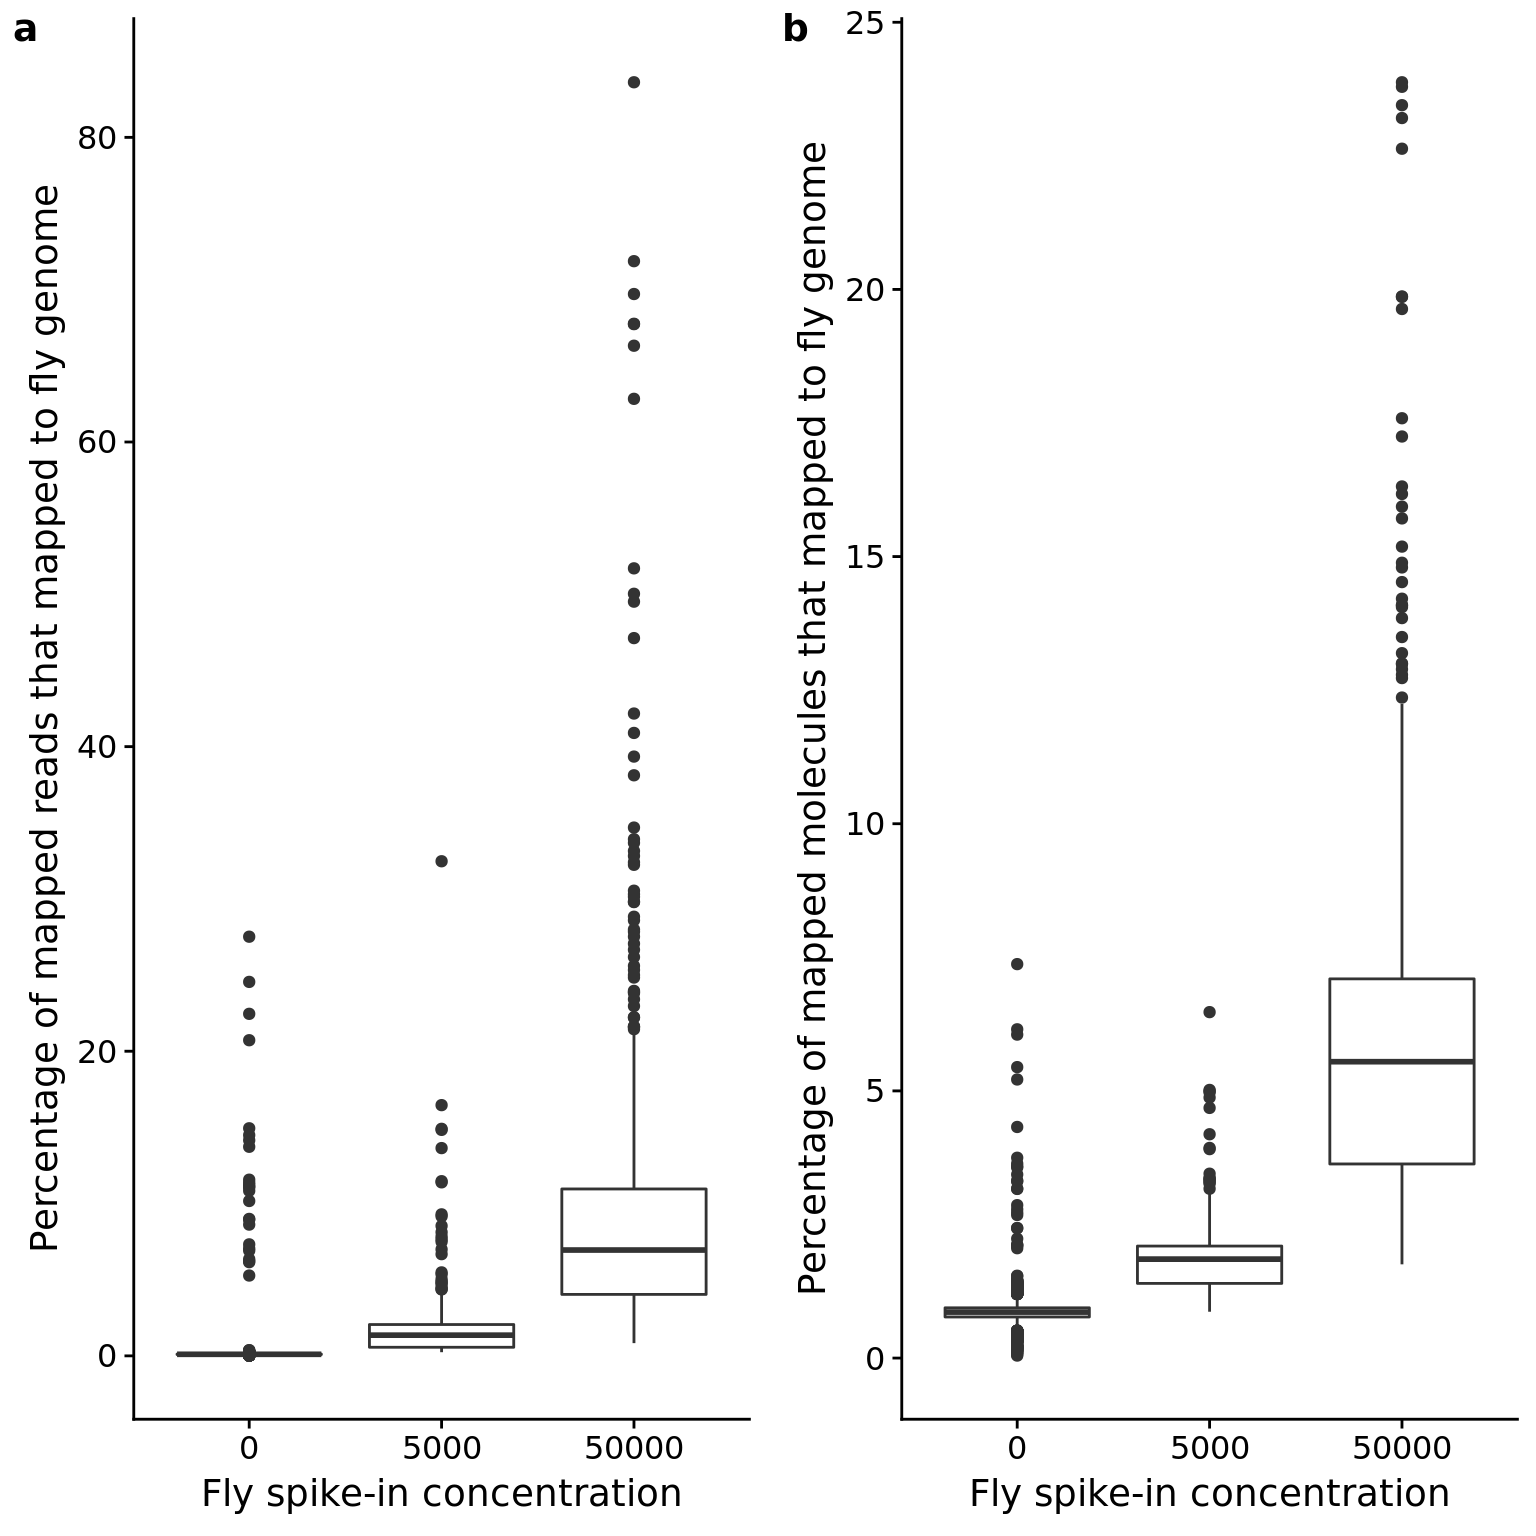 a
Percentage of mapped reads that mapped to fly genome
80
60
40
20
0
0 5000 50000
Fly spike-in concentration
b
Percentage of mapped molecules that mapped to fly genome
25
20
15
10
5
0
0 5000 50000
Fly spike-in concentration